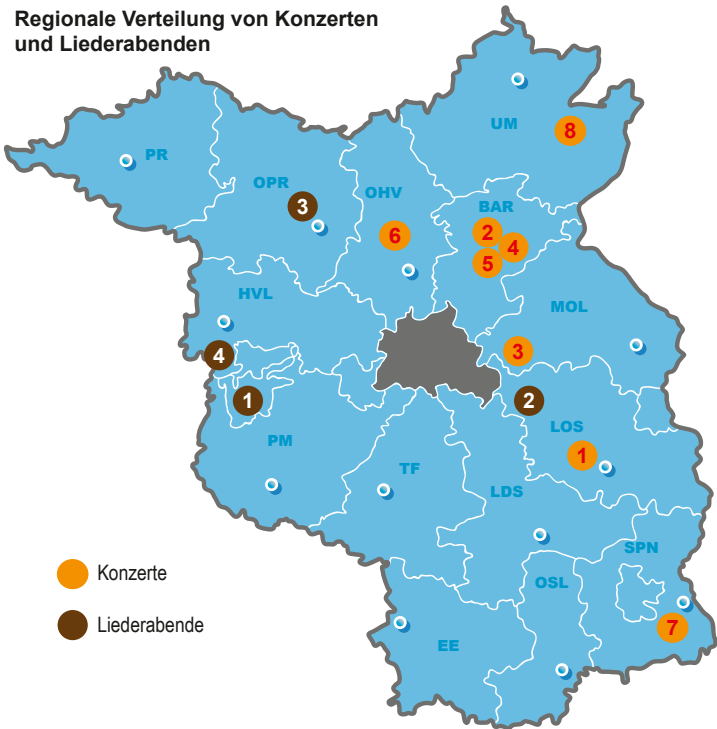 Regionale Verteilung von Konzerten
und Liederabenden
UM
8
PR
OPR
3
OHV
BAR
2
6
4
5
HVL
MOL
4
3
1
2
LOS
PM
1
TF
LDS
SPN
Konzerte
OSL
Liederabende
7
EE